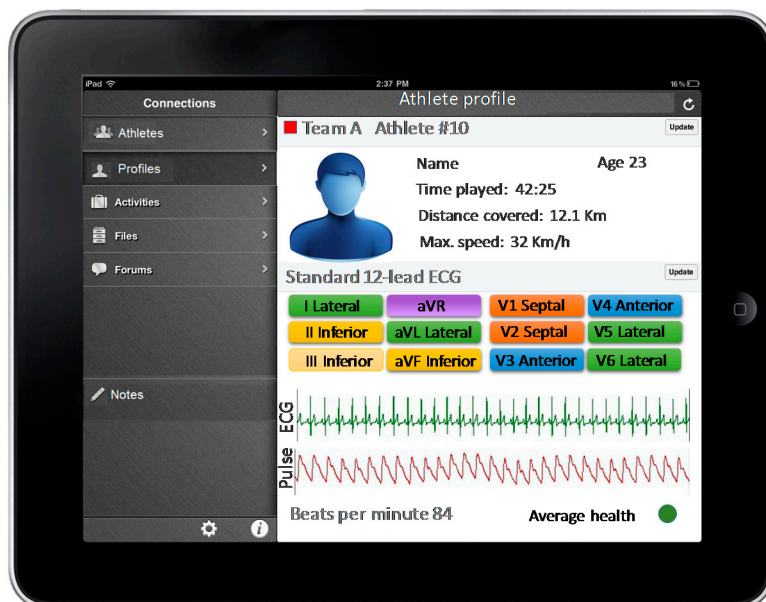 iPad 2:37 PM 16%
Connections
Athlete profile
Athletes
Team A Athlete #10 Update
Profiles
Name Age 23
Activities
Time played: 42:25
Files
Distance covered: 12.1 Km
Forums
Max. speed: 32 Km/h
Standard 12-lead ECG Update
I Lateral aVR V1 Septal V4 Anterior
II Inferior aVL Lateral V2 Septal V5 Lateral
III Inferior aVF Inferior V3 Anterior V6 Lateral
Notes
ECG
Pulse
Beats per minute 84 Average health